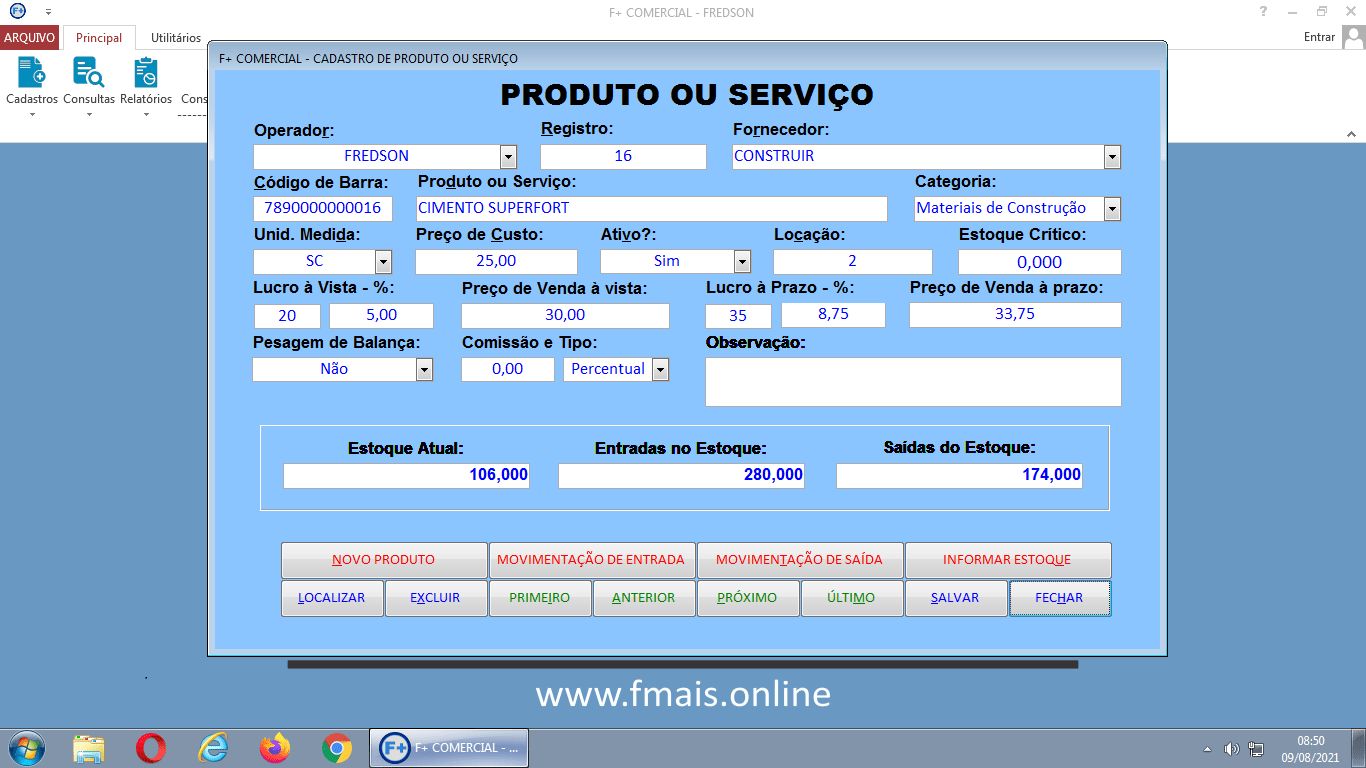 F+ COMERCIAL - FREDSON
ARQUIVO Principal Utilitários Entrar
Cadastros Consultas Relatórios Cons
F+ COMERCIAL - CADASTRO DE PRODUTO OU SERVIÇO
PRODUTO OU SERVIÇO
Operador: Registro: Fornecedor:
FREDSON 16 CONSTRUIR
Código de Barra: Produto ou Serviço: Categoria:
7890000000016 CIMENTO SUPERFORT Materiais de Construção
Unid. Medida: Preço de Custo: Ativo?: Locação: Estoque Crítico:
SC 25,00 Sim 2 0,000
Lucro à Vista - %: Preço de Venda à vista: Lucro à Prazo - %: Preço de Venda à prazo:
20 5,00 30,00 35 8,75 33,75
Pesagem de Balança: Comissão e Tipo: Observação:
Não 0,00 Percentual
Estoque Atual: Entradas no Estoque: Saídas do Estoque:
106,000 280,000 174,000
NOVO PRODUTO MOVIMENTAÇÃO DE ENTRADA MOVIMENTAÇÃO DE SAÍDA INFORMAR ESTOQUE
LOCALIZAR EXCLUIR PRIMEIRO ANTERIOR PRÓXIMO ÚLTIMO SALVAR FECHAR
www.fmais.online
F+ F+ COMERCIAL - ... 08:50
09/08/2021